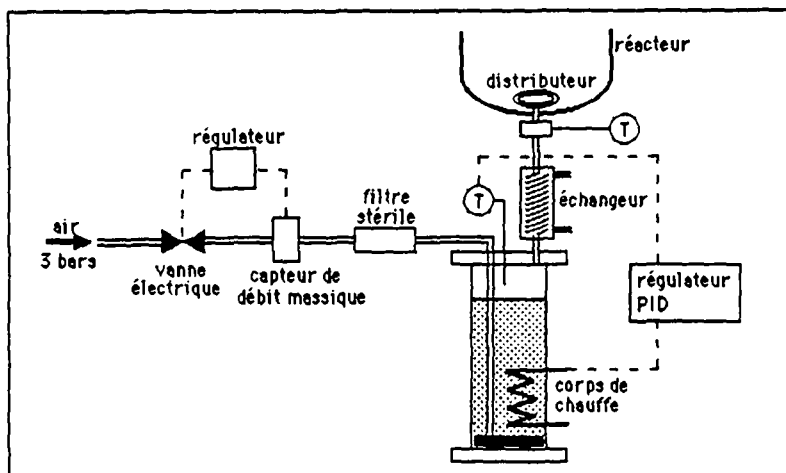 réacteur
distributeur
T
régulateur
T
échangeur
filtre
stérile
air
3 bars
vanne
électrique
capteur de
débit massique
régulateur
PID
corps de
chauffe